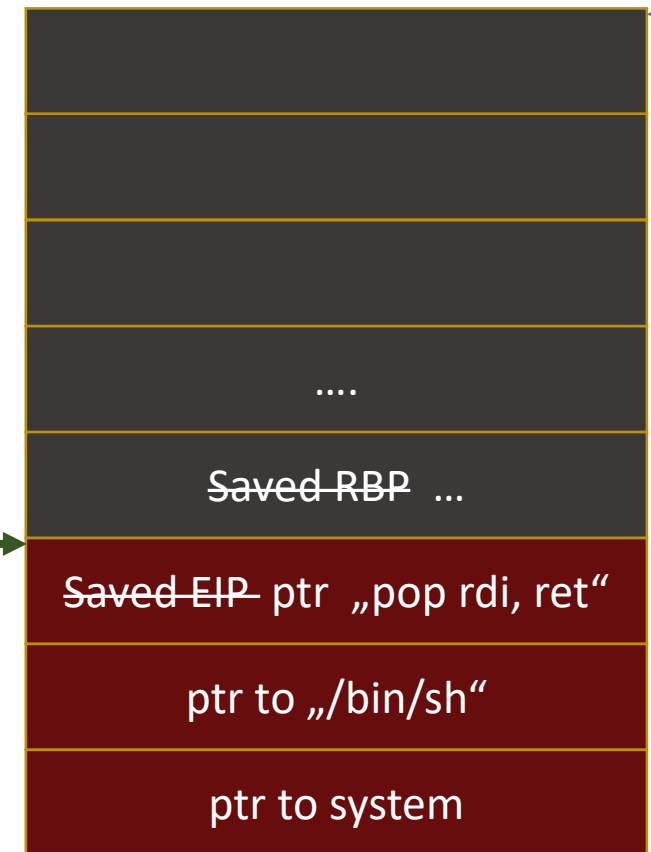 ....
Saved RBP ...
Saved EIP ptr „pop rdi, ret“
ptr to „/bin/sh“
ptr to system